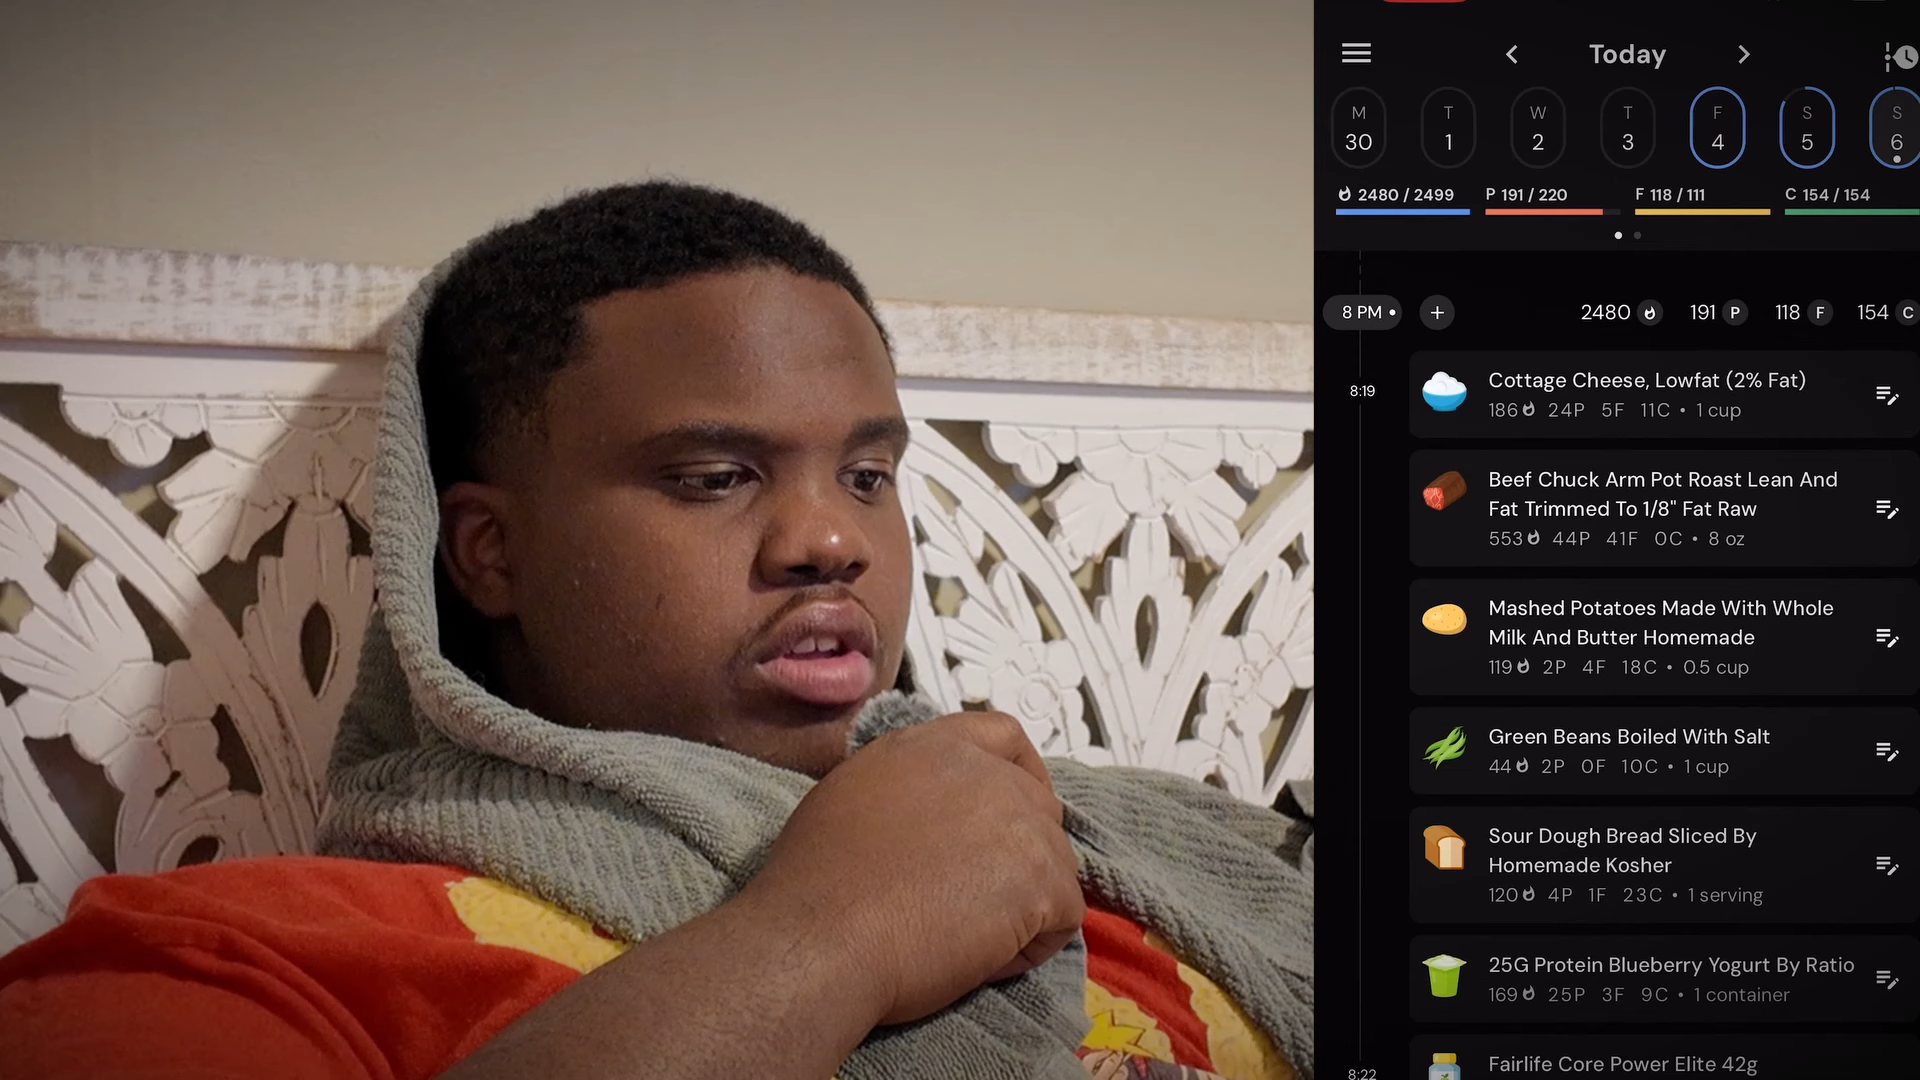 Today
M T W T F S S
30 1 2 3 4 5 6
2480 / 2499 P 191 / 220 F 118 / 111 C 154 / 154
8 PM + 2480 191 P 118 F 154 C
8:19
Cottage Cheese, Lowfat (2% Fat)
186 24P 5F 11C • 1 cup
Beef Chuck Arm Pot Roast Lean And
Fat Trimmed To 1/8" Fat Raw
553 44P 41F 0C • 8 oz
Mashed Potatoes Made With Whole
Milk And Butter Homemade
119 2P 4F 18C • 0.5 cup
Green Beans Boiled With Salt
44 2P 0F 10C • 1 cup
Sour Dough Bread Sliced By
Homemade Kosher
120 4P 1F 23C • 1 serving
25G Protein Blueberry Yogurt By Ratio
169 25P 3F 9C • 1 container
Fairlife Core Power Elite 42g
8:22